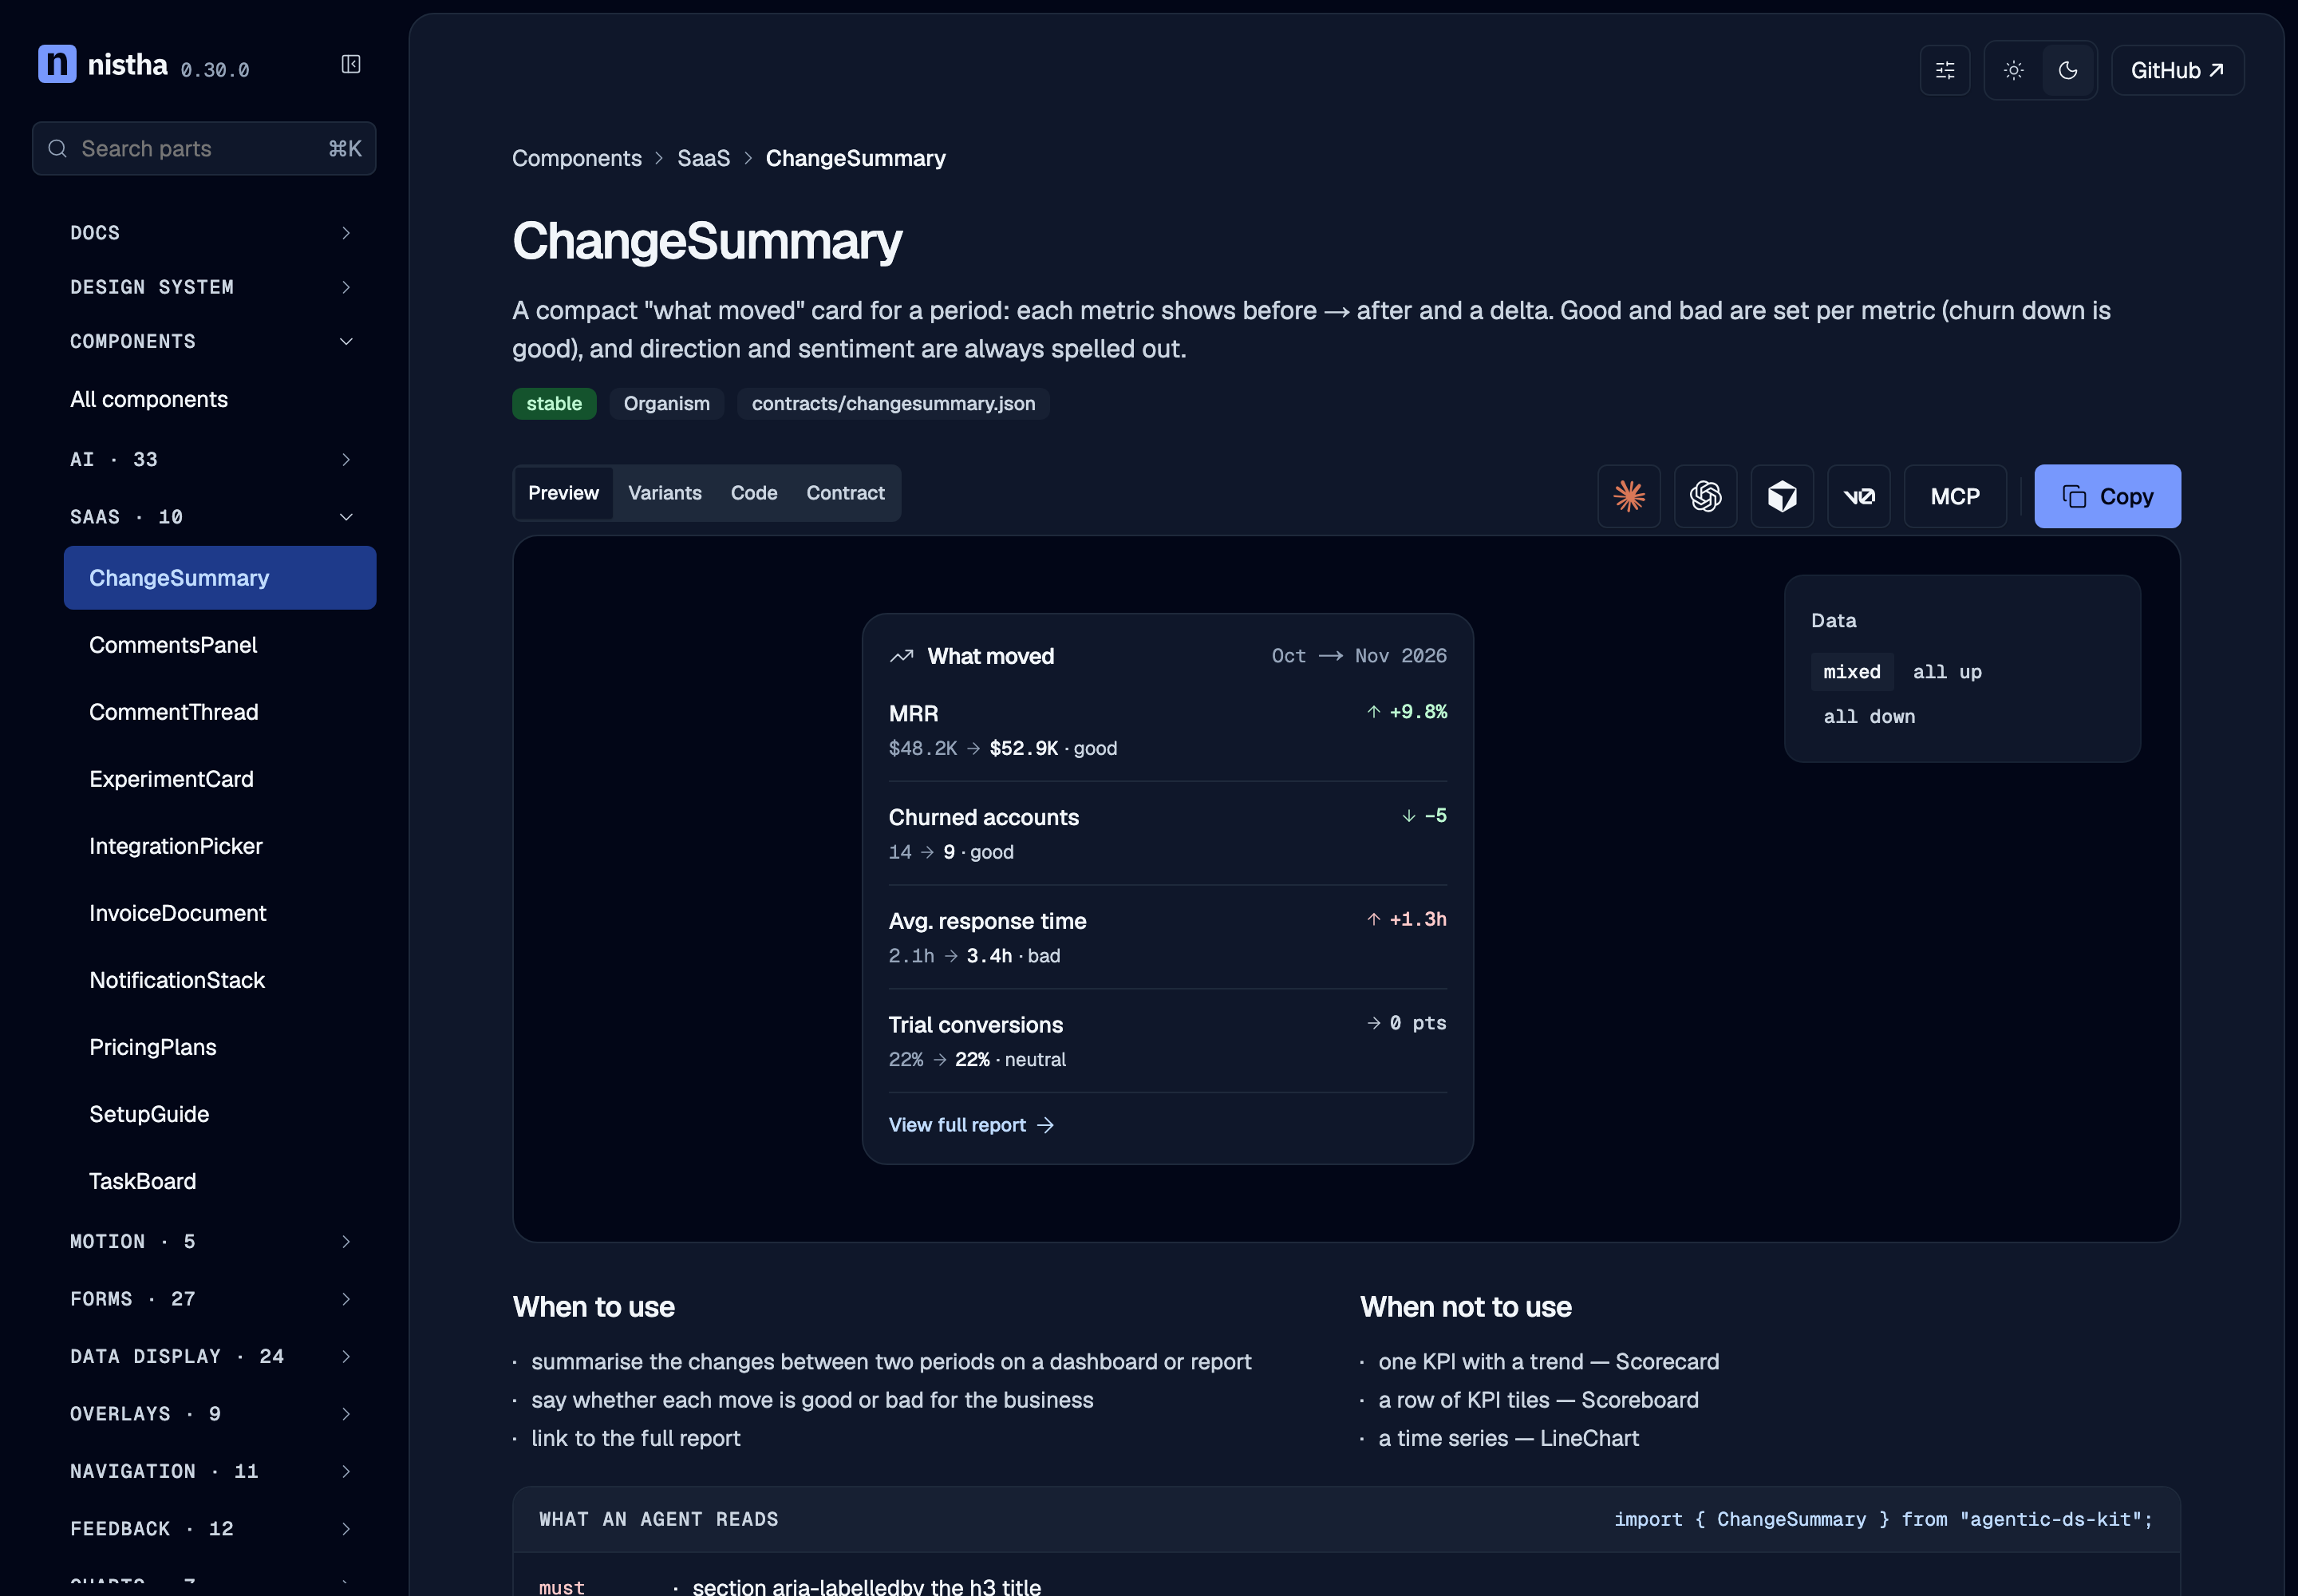 nistha 0.30.0
Search parts ⌘K
DOCS
DESIGN SYSTEM
COMPONENTS
All components
AI · 33
SAAS · 10
ChangeSummary
CommentsPanel
CommentThread
ExperimentCard
IntegrationPicker
InvoiceDocument
NotificationStack
PricingPlans
SetupGuide
TaskBoard
MOTION · 5
FORMS · 27
DATA DISPLAY · 24
OVERLAYS · 9
NAVIGATION · 11
FEEDBACK · 12
GitHub ↗
Components > SaaS > ChangeSummary
ChangeSummary
A compact "what moved" card for a period: each metric shows before → after and a delta. Good and bad are set per metric (churn down is
good), and direction and sentiment are always spelled out.
stable Organism contracts/changesummary.json
Preview Variants Code Contract
v0 MCP Copy
What moved Oct → Nov 2026
MRR ↑ +9.8%
$48.2K → $52.9K · good
Churned accounts ↓ −5
14 → 9 · good
Avg. response time ↑ +1.3h
2.1h → 3.4h · bad
Trial conversions → 0 pts
22% → 22% · neutral
View full report →
Data
mixed all up
all down
When to use
· summarise the changes between two periods on a dashboard or report
· say whether each move is good or bad for the business
· link to the full report
When not to use
· one KPI with a trend — Scorecard
· a row of KPI tiles — Scoreboard
· a time series — LineChart
WHAT AN AGENT READS import { ChangeSummary } from "agentic-ds-kit";
must · section aria-labelledby the h3 title